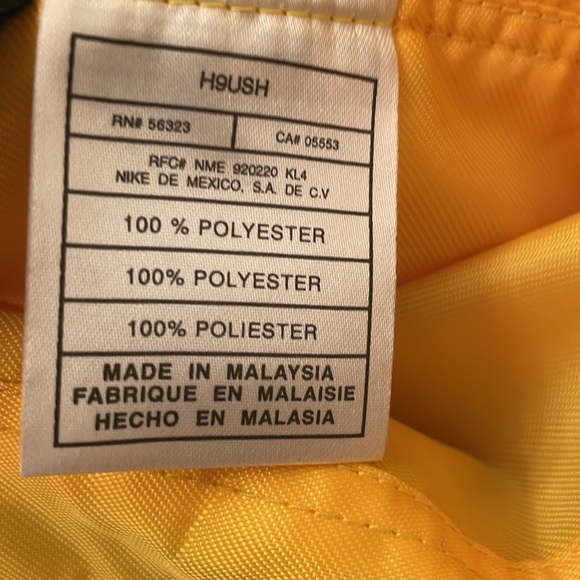 H9USH
RN# 56323 CA# 05553
RFC# NME 920220 KL4
NIKE DE MEXICO, S.A. DE C.V
100 % POLYESTER
100% POLYESTER
100% POLIESTER
MADE IN MALAYSIA
FABRIQUE EN MALAISIE
HECHO EN MALASIA